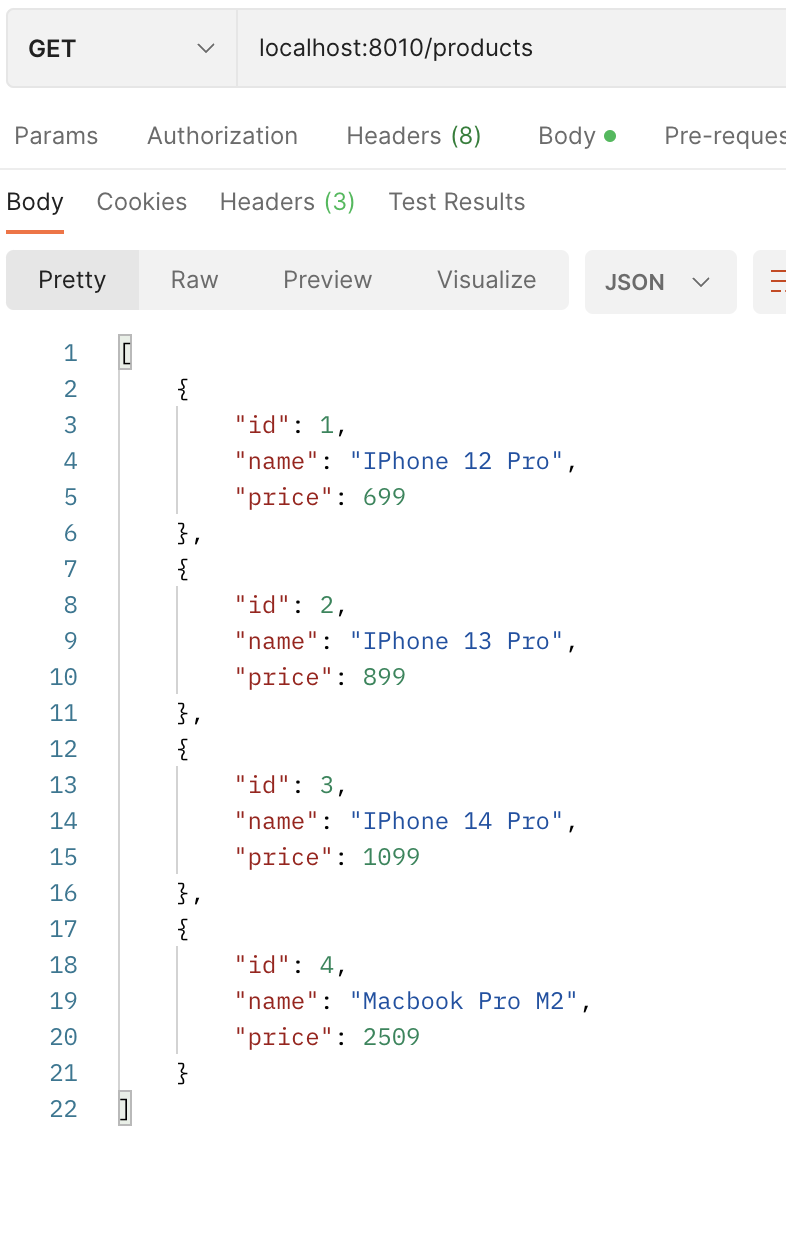 GET localhost:8010/products
Params Authorization Headers (8) Body Pre-reques
Body Cookies Headers (3) Test Results
Pretty Raw Preview Visualize JSON
1 [
2 {
3 "id": 1,
4 "name": "IPhone 12 Pro",
5 "price": 699
6 },
7 {
8 "id": 2,
9 "name": "IPhone 13 Pro",
10 "price": 899
11 },
12 {
13 "id": 3,
14 "name": "IPhone 14 Pro",
15 "price": 1099
16 },
17 {
18 "id": 4,
19 "name": "Macbook Pro M2",
20 "price": 2509
21 }
22 ]